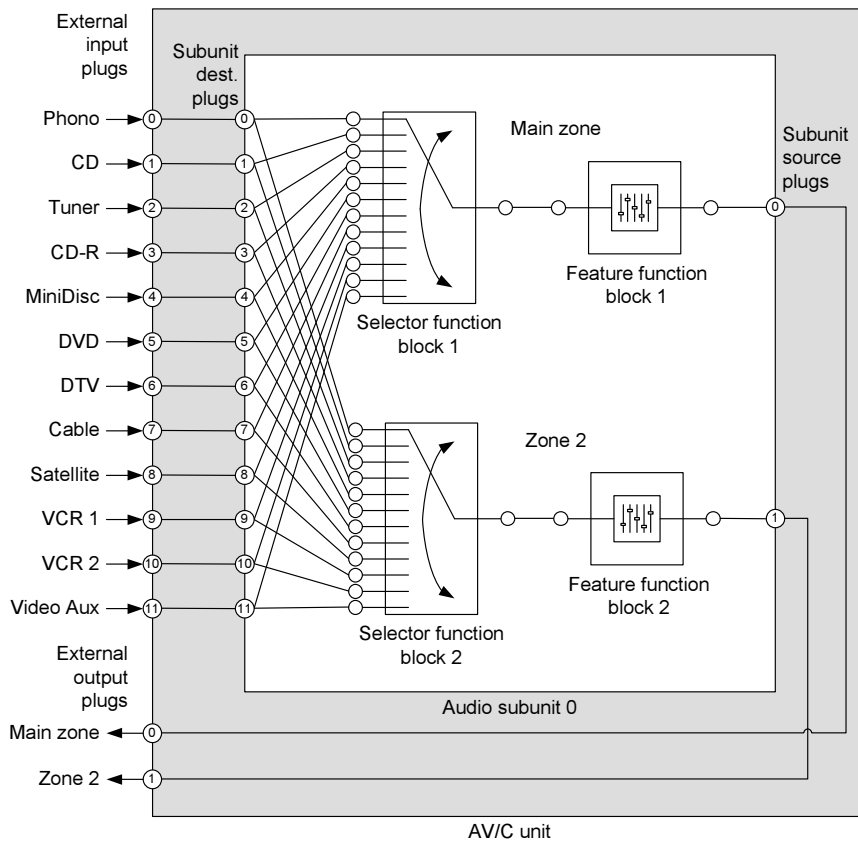 External
input
plugs
Subunit
dest.
plugs
Phono
0
0
CD
1
1
Tuner
2
2
CD-R
3
3
MiniDisc
4
4
DVD
5
5
DTV
6
6
Cable
7
7
Satellite
8
8
VCR 1
9
9
VCR 2
10
10
Video Aux
11
11
Main zone
Selector function
block 1
Feature function
block 1
Subunit
source
plugs
0
Zone 2
Selector function
block 2
Feature function
block 2
1
External
output
plugs
Audio subunit 0
Main zone
0
Zone 2
1
AV/C unit